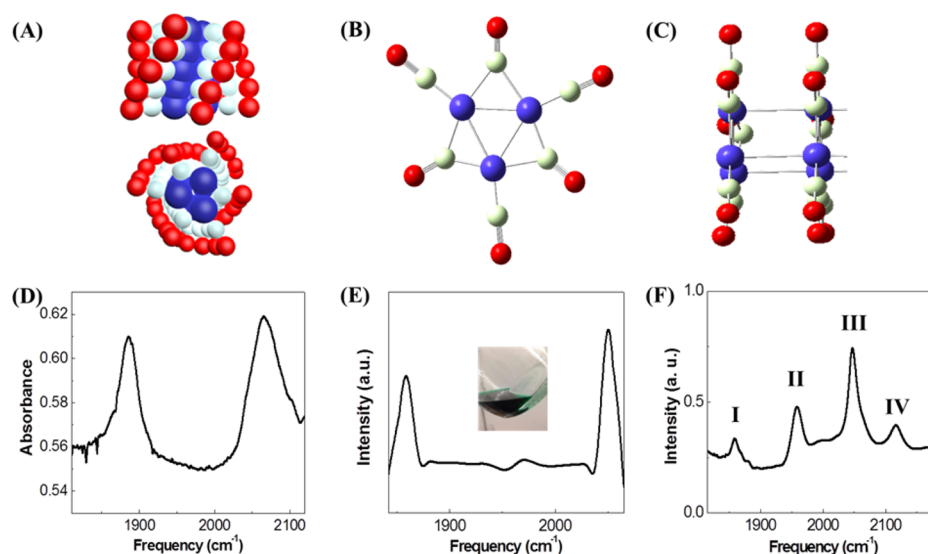 (A)
(B)
(C)
(D)
0.62
0.60
0.58
0.56
0.54
Absorbance
1900
2000
2100
Frequency (cm-1)
(E)
Intensity (a.u.)
1900
2000
Frequency (cm-1)
(F)
1.0
0.5
0.0
Intensity (a. u.)
I
II
III
IV
1900
2000
2100
Frequency (cm-1)